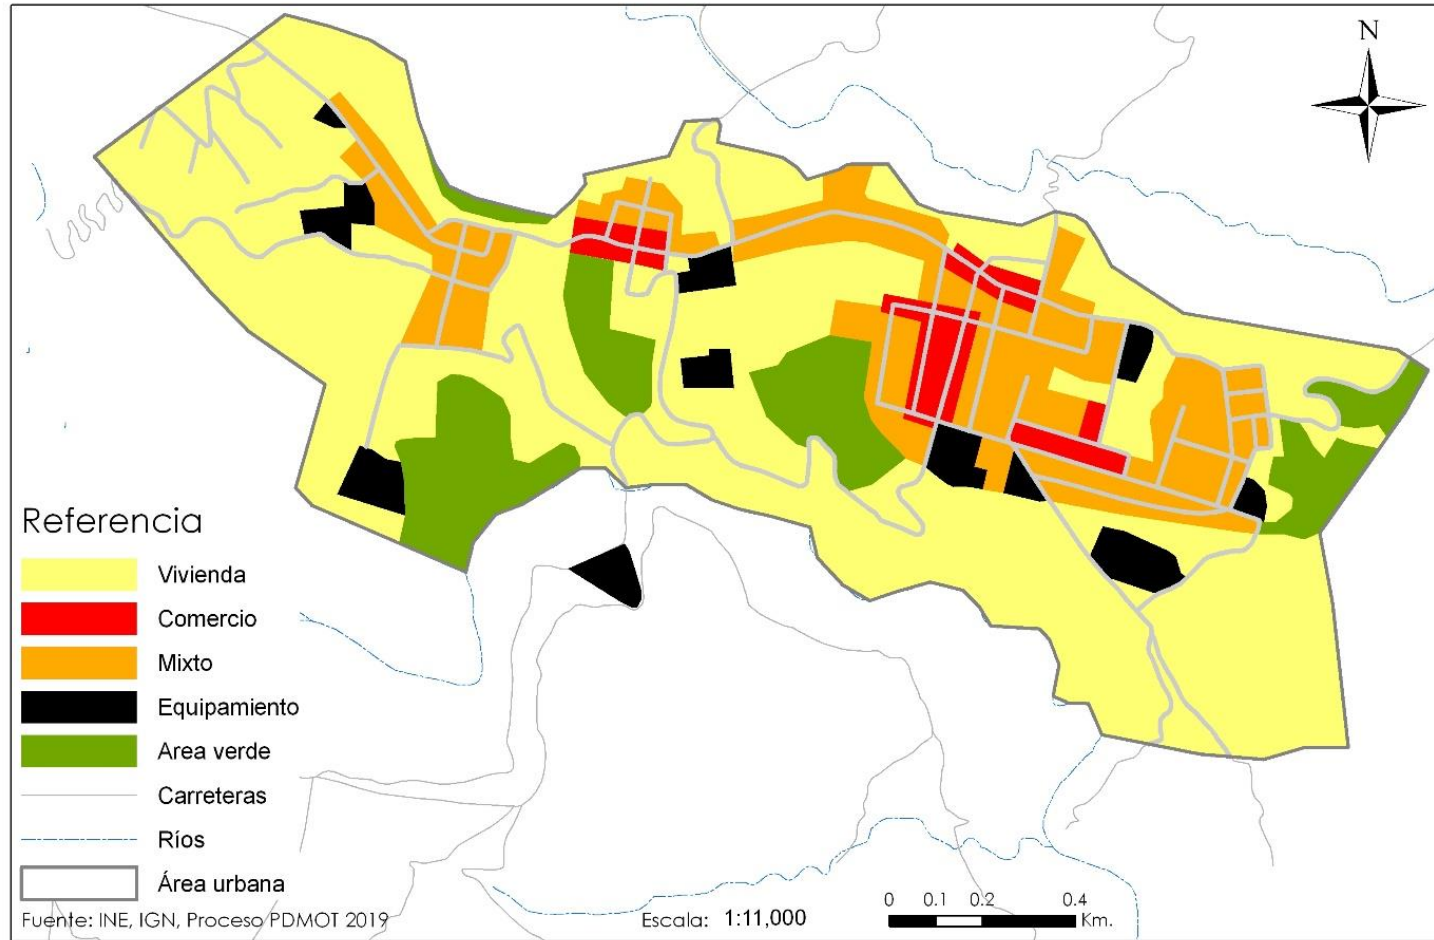 N
Referencia
Vivienda
Comercio
Mixto
Equipamiento
Area verde
Carreteras
Ríos
Área urbana
Fuente: INE, IGN, Proceso PDMOT 2019
Escala: 1:11,000
0 0.1 0.2 0.4
Km.